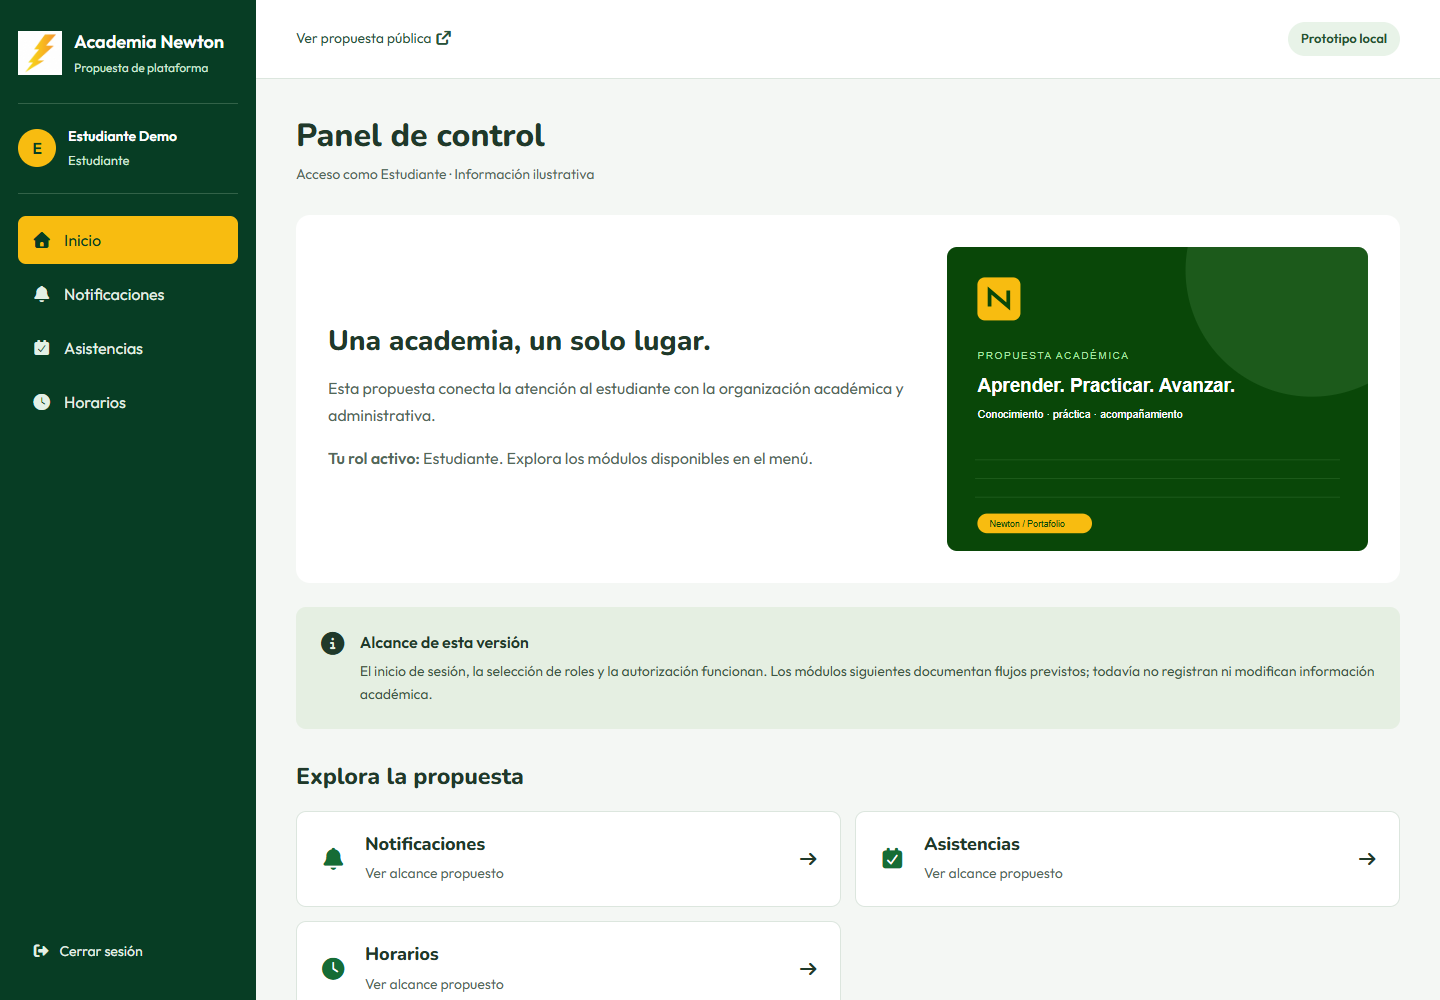 Academia Newton
Propuesta de plataforma
E
Estudiante Demo
Estudiante
Inicio
Notificaciones
Asistencias
Horarios
Cerrar sesión
Ver propuesta pública
Prototipo local
Panel de control
Acceso como Estudiante · Información ilustrativa
Una academia, un solo lugar.
Esta propuesta conecta la atención al estudiante con la organización académica y
administrativa.
Tu rol activo: Estudiante. Explora los módulos disponibles en el menú.
N
PROPUESTA ACADÉMICA
Aprender. Practicar. Avanzar.
Conocimiento · práctica · acompañamiento
Newton / Portafolio
Alcance de esta versión
El inicio de sesión, la selección de roles y la autorización funcionan. Los módulos siguientes documentan flujos previstos; todavía no registran ni modifican información
académica.
Explora la propuesta
Notificaciones
Ver alcance propuesto
Asistencias
Ver alcance propuesto
Horarios
Ver alcance propuesto